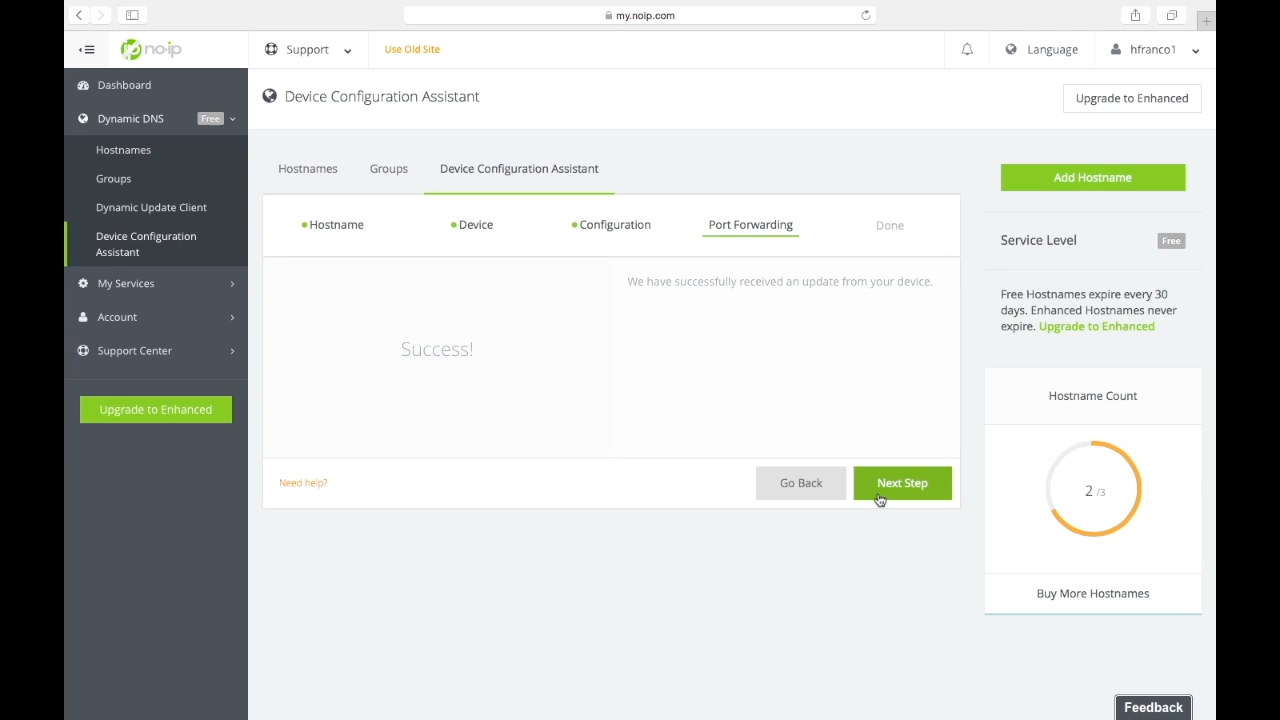 my.noip.com
no-ip
Support
Use Old Site
Language
hfranco1
Dashboard
Dynamic DNS Free
Hostnames
Groups
Dynamic Update Client
Device Configuration
Assistant
My Services
Account
Support Center
Upgrade to Enhanced
Device Configuration Assistant
Upgrade to Enhanced
Hostnames
Groups
Device Configuration Assistant
Hostname
Device
Configuration
Port Forwarding
Done
Success!
We have successfully received an update from your device.
Need help?
Go Back
Next Step
Add Hostname
Service Level
Free
Free Hostnames expire every 30
days. Enhanced Hostnames never
expire. Upgrade to Enhanced
Hostname Count
2 /3
Buy More Hostnames
Feedback